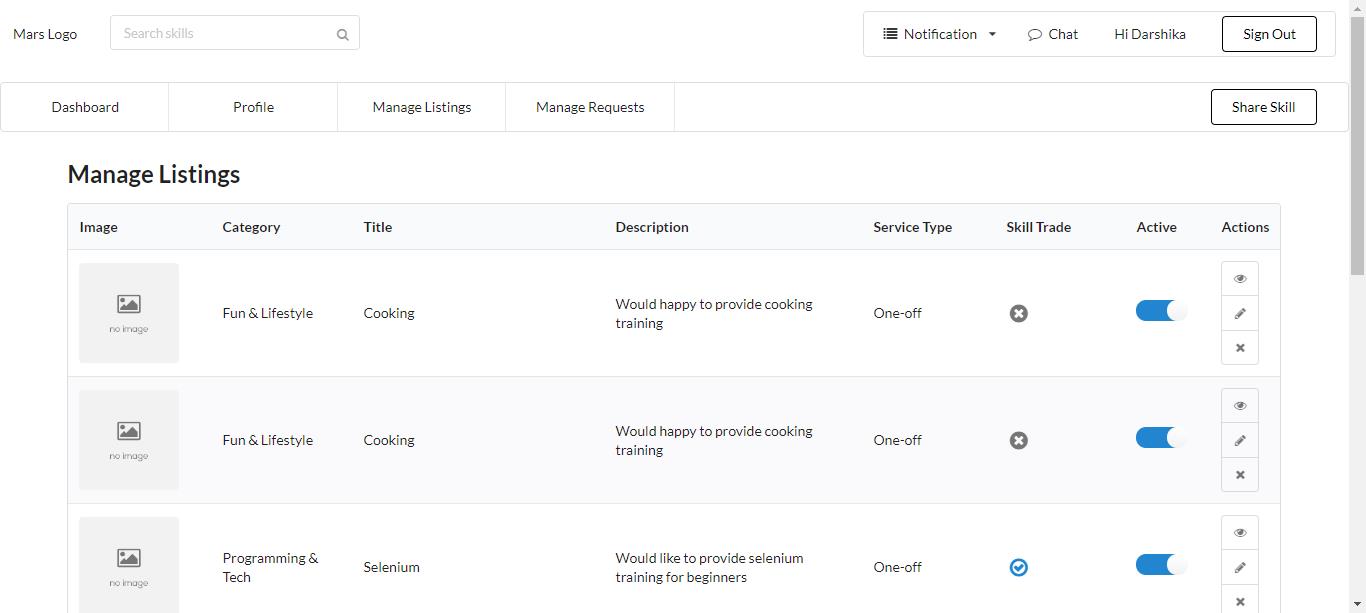 Mars Logo
Search skills
Notification
Chat
Hi Darshika
Sign Out
Dashboard
Profile
Manage Listings
Manage Requests
Share Skill
Manage Listings
Image Category Title Description Service Type Skill Trade Active Actions
no image
Fun & Lifestyle
Cooking
Would happy to provide cooking
training
One-off
no image
Fun & Lifestyle
Cooking
Would happy to provide cooking
training
One-off
no image
Programming &
Tech
Selenium
Would like to provide selenium
training for beginners
One-off